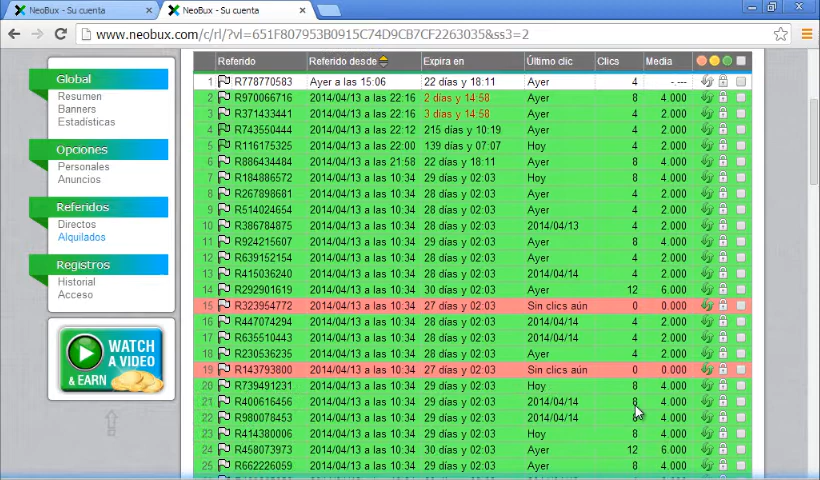 NeoBux — Su cuenta × NeoBux — Su cuenta ×
www.neobux.com/c/rl/?vl=651F807953B0915C74D9CB7CF2263035&ss3=2
Global
Resumen
Banners
Estadísticas
Opciones
Personales
Anuncios
Referidos
Directos
Alquilados
Registros
Historial
Acceso
WATCH
A VIDEO
& EARN
Referido Referido desde Expira en Último clic Clics Media
1 R778770583 Ayer a las 15:06 22 días y 18:11 Ayer 4 -.---
2 R970066716 2014/04/13 a las 22:16 2 días y 14:58 Ayer 8 4.000
3 R371433441 2014/04/13 a las 22:16 3 días y 14:58 Ayer 4 2.000
4 R743550444 2014/04/13 a las 22:12 215 días y 10:19 Ayer 4 2.000
5 R116175325 2014/04/13 a las 22:00 139 días y 07:07 Hoy 4 2.000
6 R886434484 2014/04/13 a las 21:58 22 días y 18:11 Ayer 8 4.000
7 R184886572 2014/04/13 a las 10:34 29 días y 02:03 Hoy 4 2.000
8 R267898681 2014/04/13 a las 10:34 28 días y 02:03 Ayer 4 2.000
9 R514024654 2014/04/13 a las 10:34 28 días y 02:03 Ayer 4 2.000
10 R386784875 2014/04/13 a las 10:34 28 días y 02:03 2014/04/13 4 2.000
11 R924215607 2014/04/13 a las 10:34 29 días y 02:03 Ayer 8 4.000
12 R639152154 2014/04/13 a las 10:34 28 días y 02:03 Ayer 4 2.000
13 R415036240 2014/04/13 a las 10:34 28 días y 02:03 2014/04/14 4 2.000
14 R292901619 2014/04/13 a las 10:34 30 días y 02:03 Ayer 12 6.000
15 R323954772 2014/04/13 a las 10:34 27 días y 02:03 Sin clics aún 0 0.000
16 R447074294 2014/04/13 a las 10:34 28 días y 02:03 2014/04/14 4 2.000
17 R635510443 2014/04/13 a las 10:34 28 días y 02:03 2014/04/14 4 2.000
18 R230536235 2014/04/13 a las 10:34 28 días y 02:03 Ayer 4 2.000
19 R143793800 2014/04/13 a las 10:34 27 días y 02:03 Sin clics aún 0 0.000
20 R739491231 2014/04/13 a las 10:34 29 días y 02:03 Hoy 8 4.000
21 R400616456 2014/04/13 a las 10:34 29 días y 02:03 2014/04/14 8 4.000
22 R980078453 2014/04/13 a las 10:34 29 días y 02:03 2014/04/14 8 4.000
23 R414380006 2014/04/13 a las 10:34 29 días y 02:03 Hoy 8 4.000
24 R458073973 2014/04/13 a las 10:34 30 días y 02:03 Ayer 12 6.000
25 R662226059 2014/04/13 a las 10:34 29 días y 02:03 Ayer 8 4.000